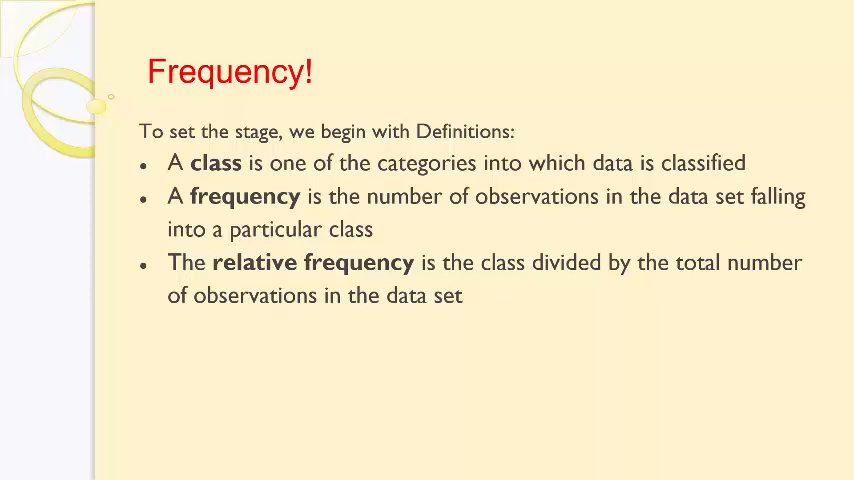 Frequency!
To set the stage, we begin with Definitions:
• A class is one of the categories into which data is classified
• A frequency is the number of observations in the data set falling
into a particular class
• The relative frequency is the class divided by the total number
of observations in the data set